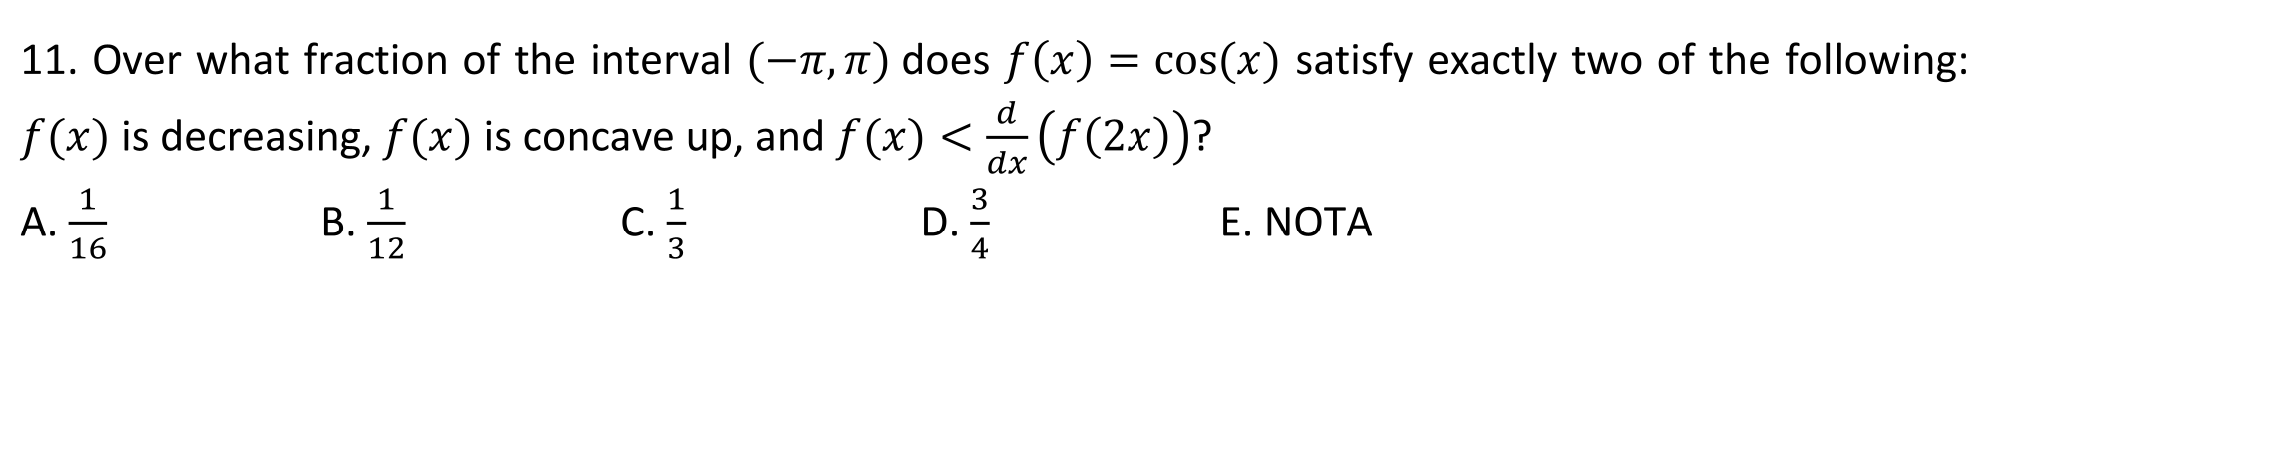 11. Over what fraction of the interval (−π, π) does f(x) = cos(x) satisfy exactly two of the following:
f(x) is decreasing, f(x) is concave up, and f(x) < d/dx (f(2x))?
A. 1/16 B. 1/12 C. 1/3 D. 3/4 E. NOTA